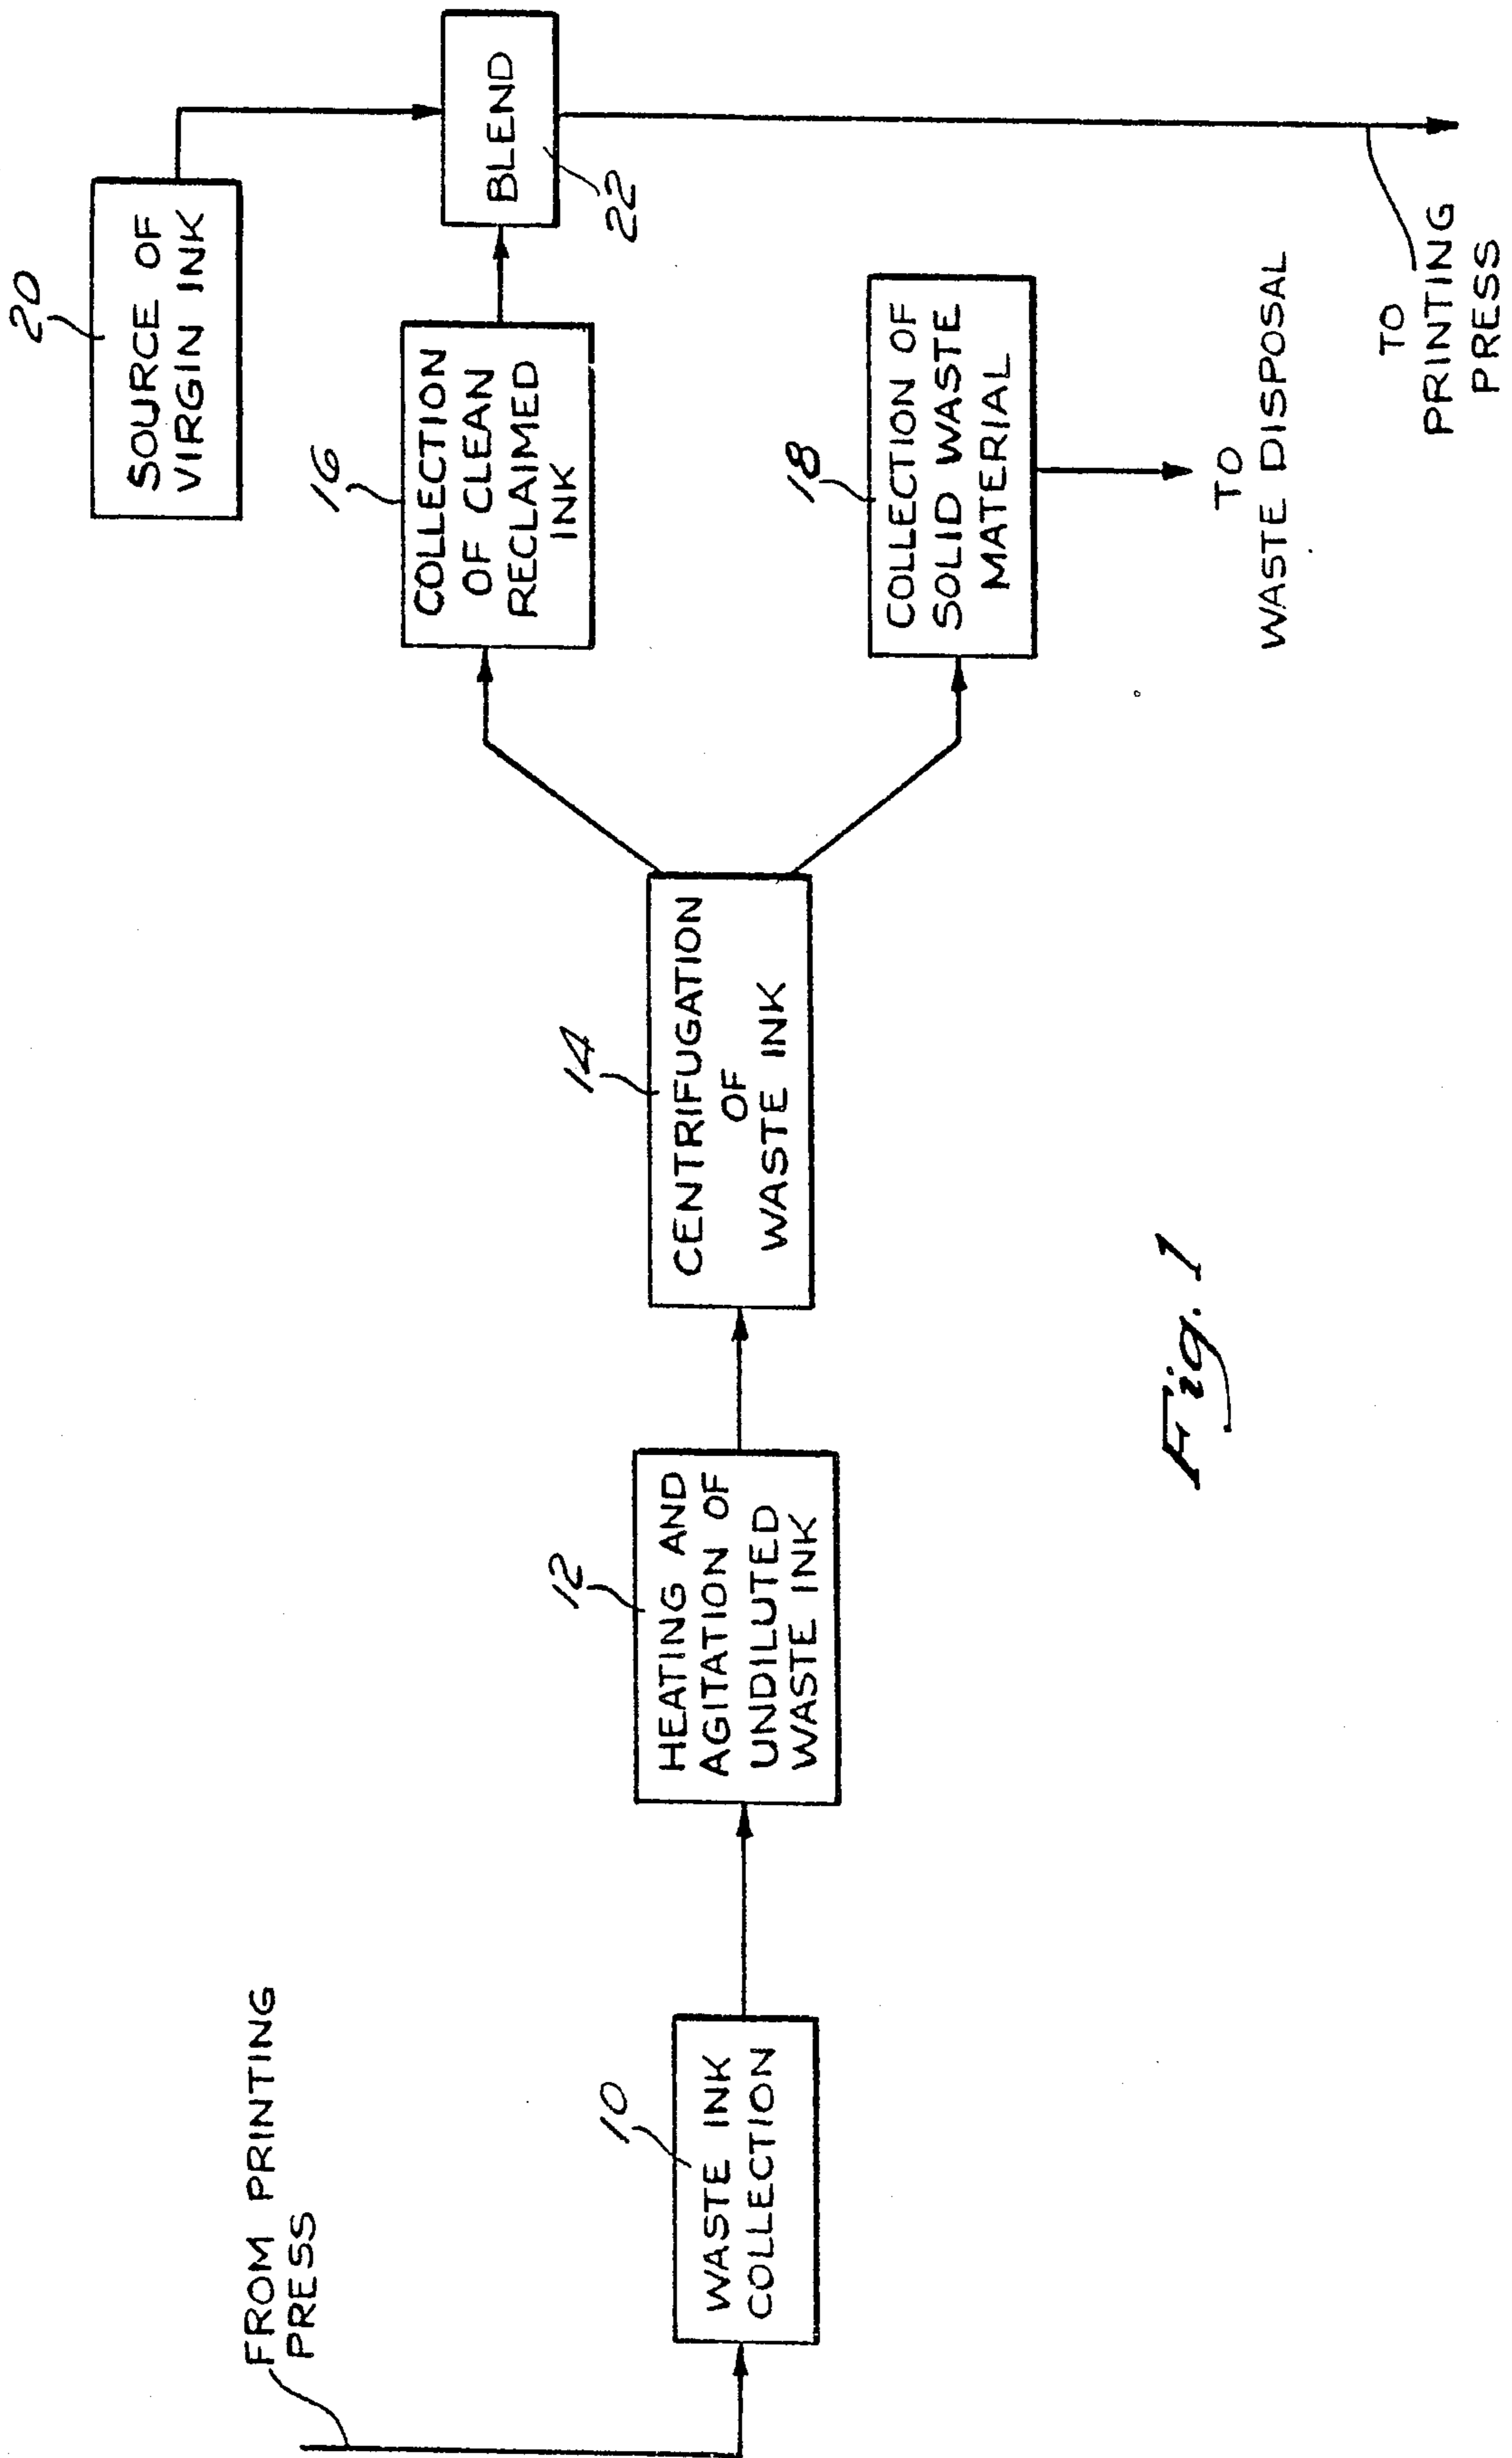 FROM PRINTING
PRESS
10
WASTE INK
COLLECTION
12
HEATING AND
AGITATION OF
UNDILUTED
WASTE INK
14
CENTRIFUGATION
OF
WASTE INK
16
COLLECTION
OF CLEAN
RECLAIMED
INK
18
COLLECTION OF
SOLID WASTE
MATERIAL
TO
WASTE DISPOSAL
20
SOURCE OF
VIRGIN INK
BLEND
22
TO
PRINTING
PRESS
Fig. 1